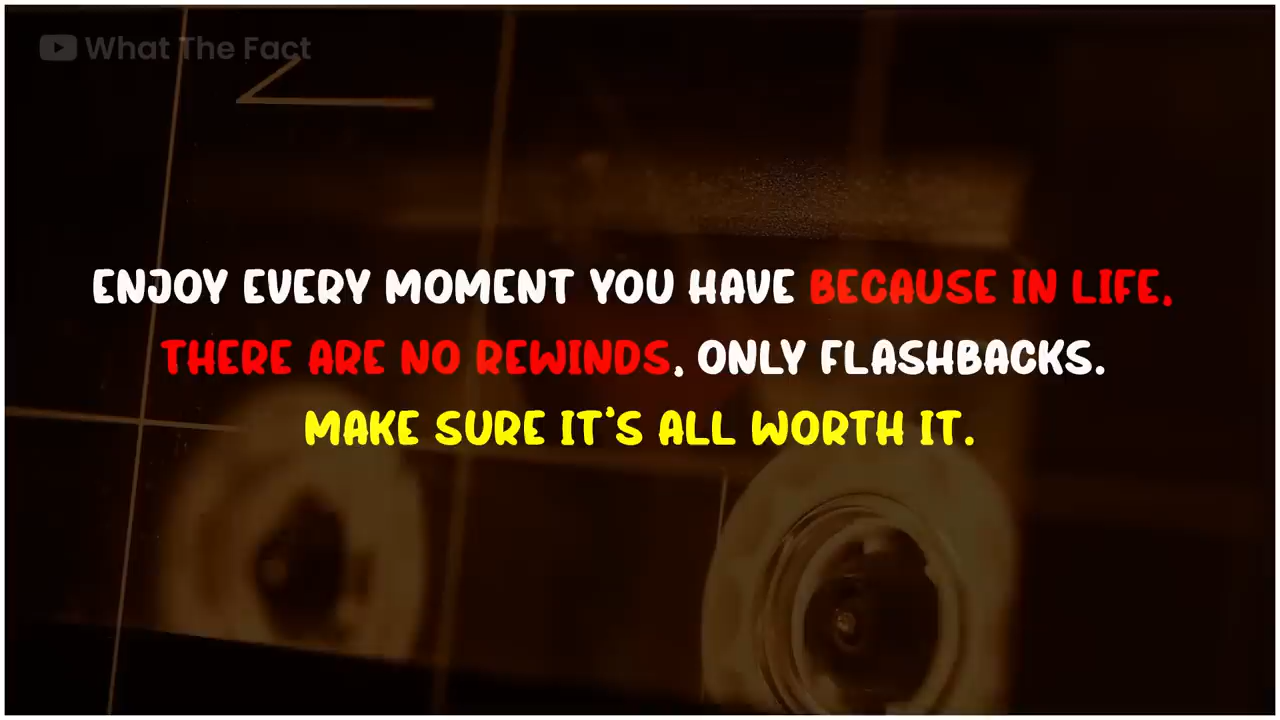 What The Fact
ENJOY EVERY MOMENT YOU HAVE BECAUSE IN LIFE,
THERE ARE NO REWINDS, ONLY FLASHBACKS.
MAKE SURE IT'S ALL WORTH IT.